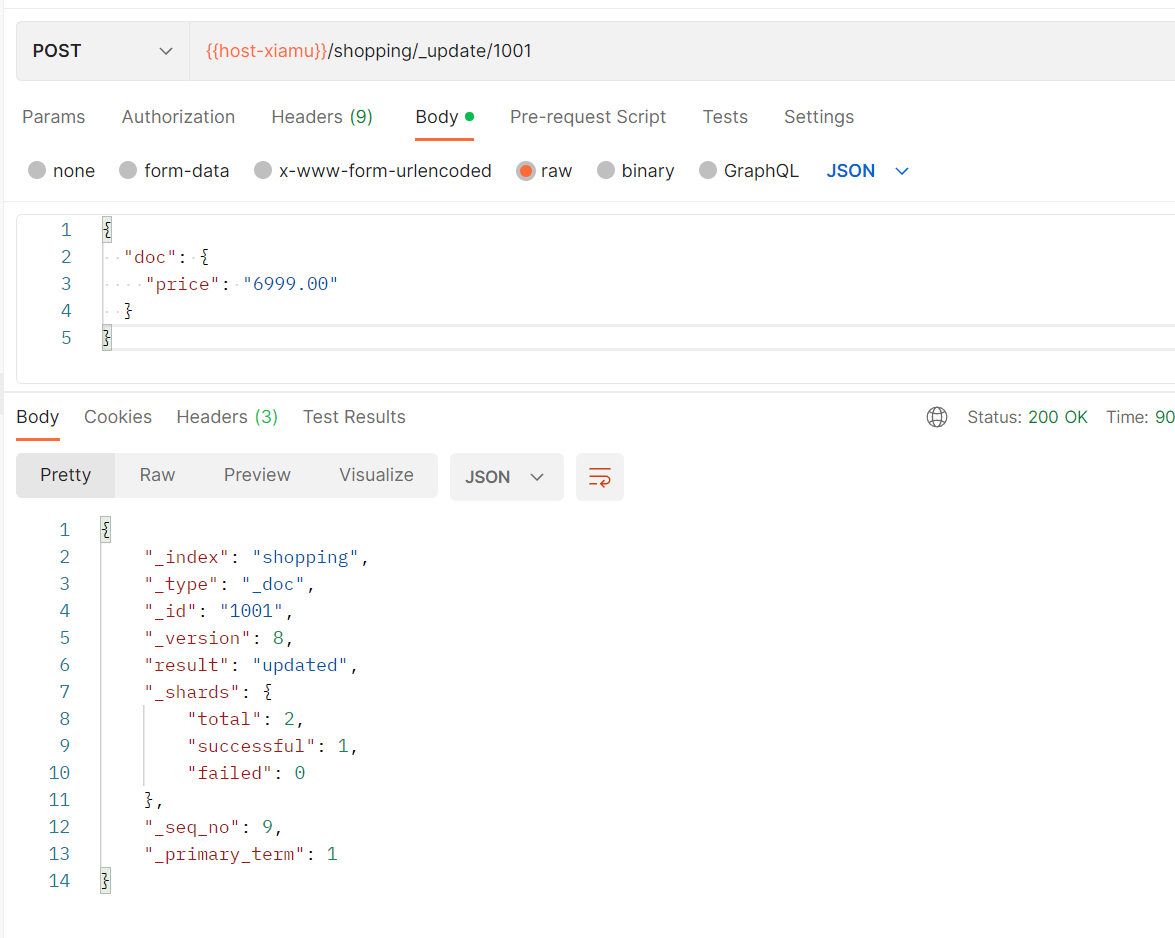 POST {{host-xiamu}}/shopping/_update/1001
Params Authorization Headers (9) Body Pre-request Script Tests Settings
none form-data x-www-form-urlencoded raw binary GraphQL JSON
1 {
2 "doc": {
3 "price": "6999.00"
4 }
5 }
Body Cookies Headers (3) Test Results Status: 200 OK Time: 90
Pretty Raw Preview Visualize JSON
1 {
2 "_index": "shopping",
3 "_type": "_doc",
4 "_id": "1001",
5 "_version": 8,
6 "result": "updated",
7 "_shards": {
8 "total": 2,
9 "successful": 1,
10 "failed": 0
11 },
12 "_seq_no": 9,
13 "_primary_term": 1
14 }